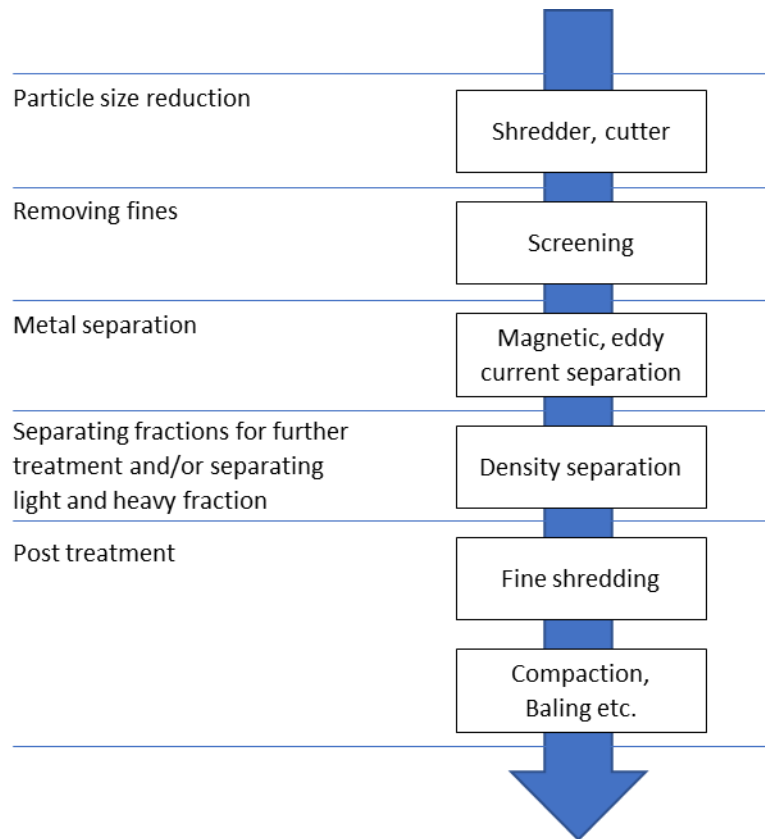 Particle size reduction
Shredder, cutter
Removing fines
Screening
Metal separation
Magnetic, eddy
current separation
Separating fractions for further
treatment and/or separating
light and heavy fraction
Density separation
Post treatment
Fine shredding
Compaction,
Baling etc.